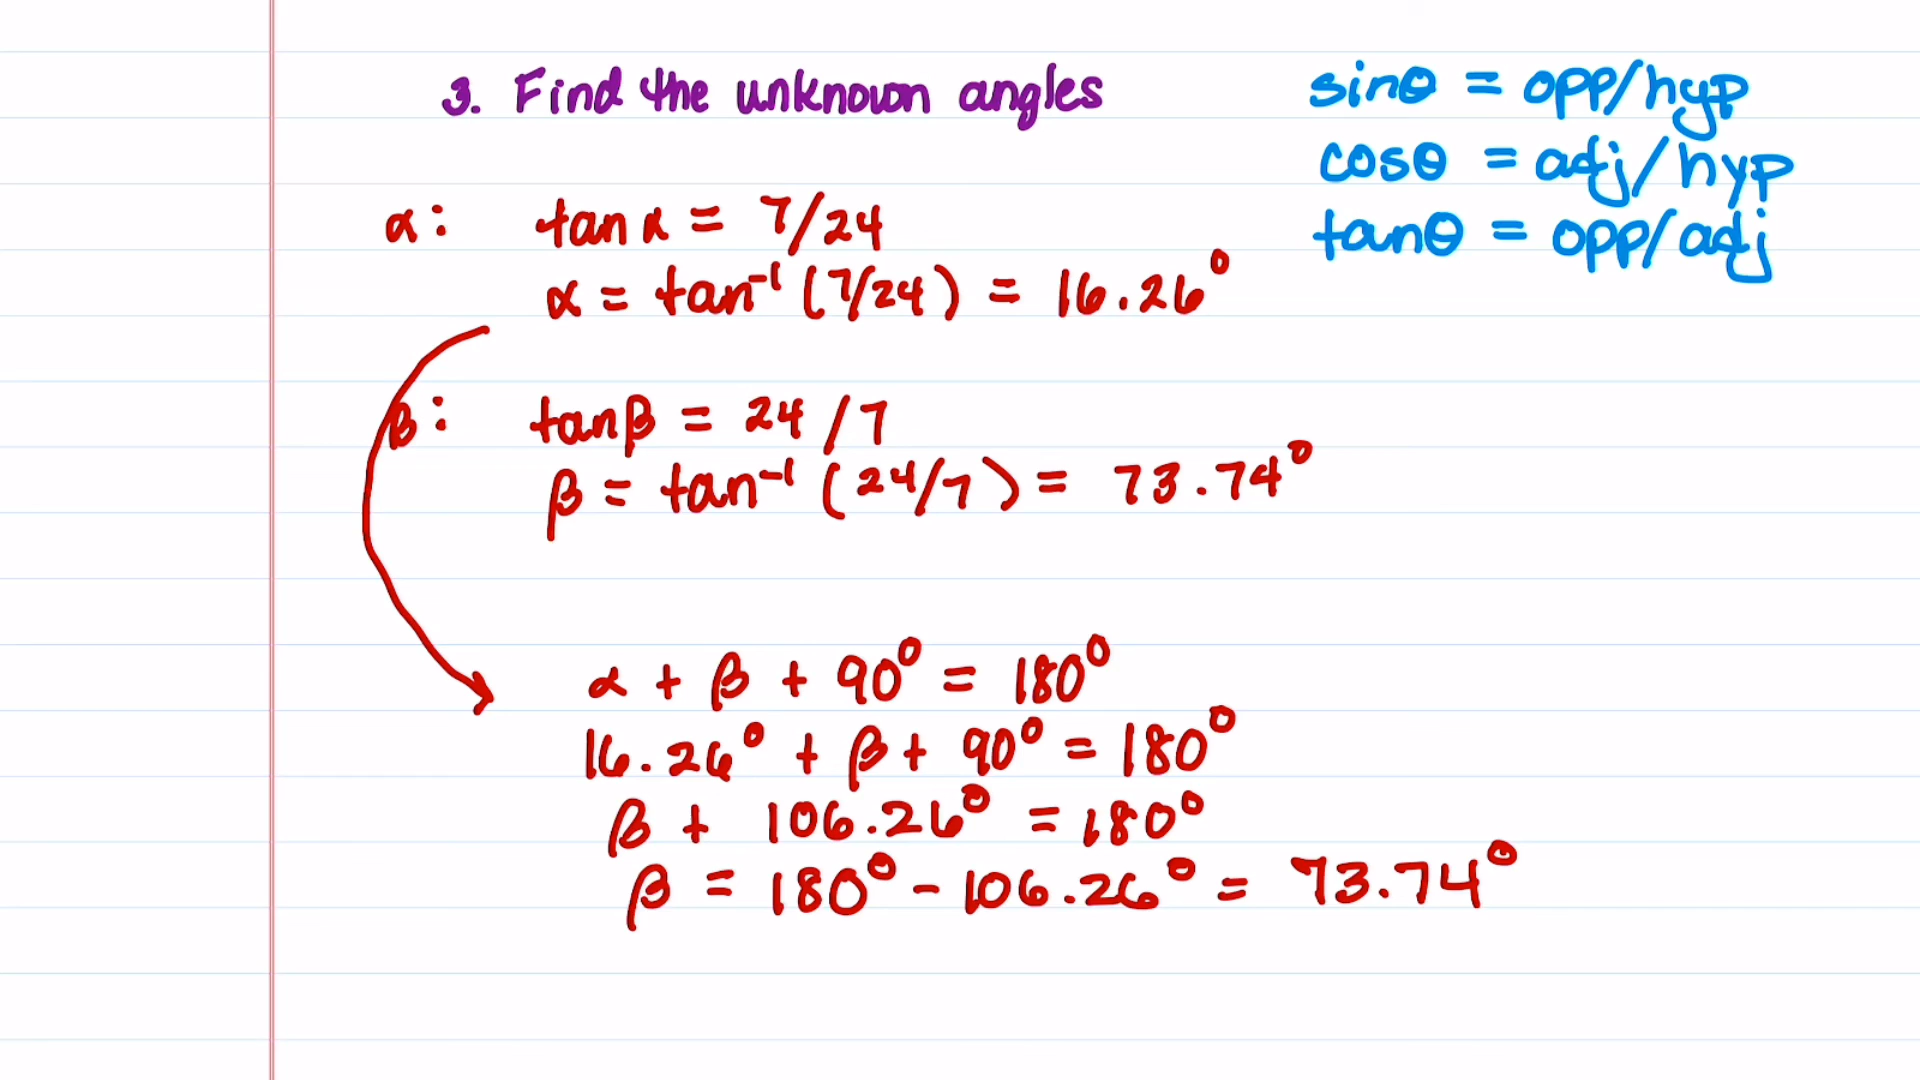 3. Find the unknown angles
sinθ = opp/hyp
cosθ = adj/hyp
tanθ = opp/adj
α: tan α = 7/24
α = tan⁻¹ (7/24) = 16.26°
β: tanβ = 24/7
β = tan⁻¹ (24/7) = 73.74°
α + β + 90° = 180°
16.26° + β + 90° = 180°
β + 106.26° = 180°
β = 180° - 106.26° = 73.74°